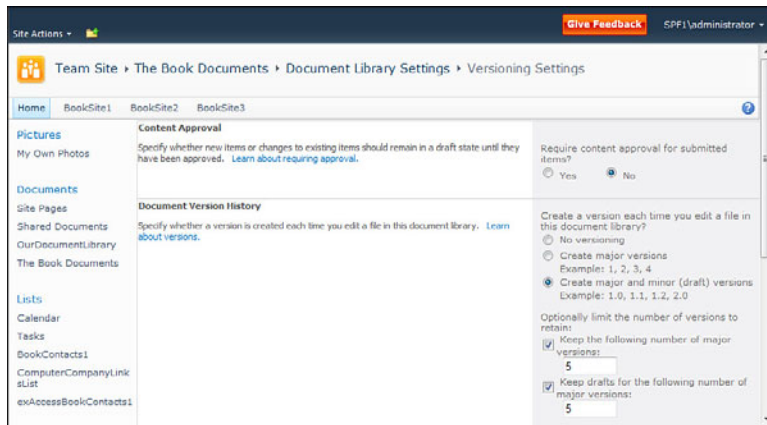 Site Actions
Give Feedback
SPF1\administrator
Team Site ▸ The Book Documents ▸ Document Library Settings ▸ Versioning Settings
Home BookSite1 BookSite2 BookSite3
Pictures
My Own Photos
Documents
Site Pages
Shared Documents
OurDocumentLibrary
The Book Documents
Lists
Calendar
Tasks
BookContacts1
ComputerCompanyLink
sList
exAccessBookContacts1
Content Approval
Specify whether new items or changes to existing items should remain in a draft state until they
have been approved. Learn about requiring approval.
Require content approval for submitted
items?
Yes No
Document Version History
Specify whether a version is created each time you edit a file in this document library. Learn
about versions.
Create a version each time you edit a file in
this document library?
No versioning
Create major versions
Example: 1, 2, 3, 4
Create major and minor (draft) versions
Example: 1.0, 1.1, 1.2, 2.0
Optionally limit the number of versions to
retain:
Keep the following number of major
versions:
5
Keep drafts for the following number of
major versions:
5